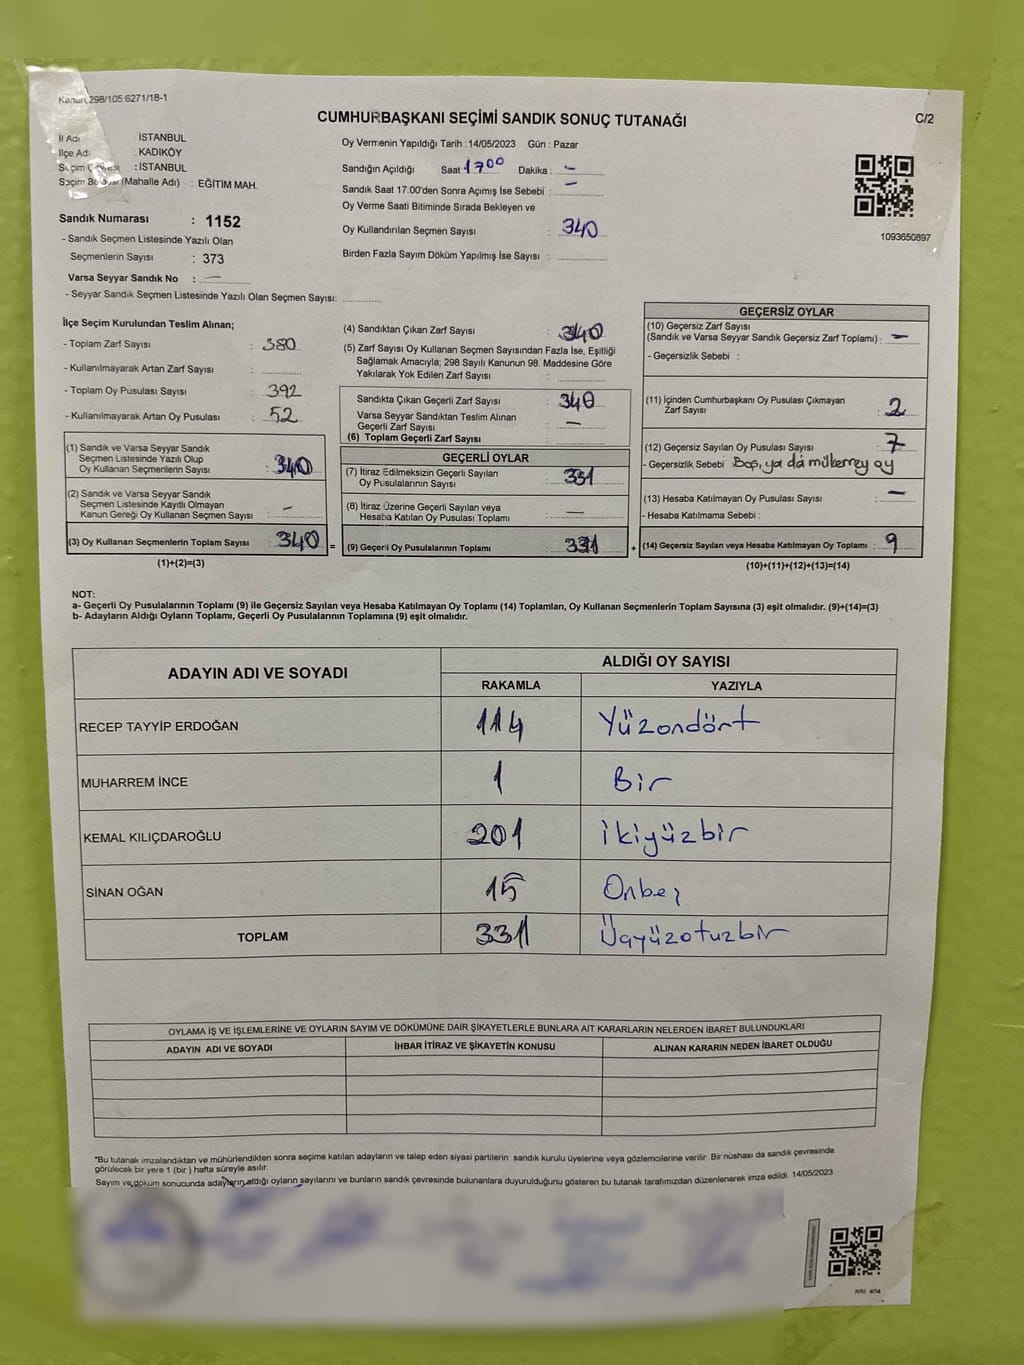 Kanun 298/105 6271/18-1
CUMHURBAŞKANI SEÇİMİ SANDIK SONUÇ TUTANAĞI
C/2
İl Adı : İSTANBUL
İlçe Adı : KADIKÖY
Seçim Çevresi : İSTANBUL
Seçim Bölgesi (Mahalle Adı) : EĞİTİM MAH.
Oy Vermenin Yapıldığı Tarih : 14/05/2023 Gün : Pazar
Sandığın Açıldığı Saat 17 00 Dakika : -
Sandık Saat 17.00'den Sonra Açılmış İse Sebebi : -
Oy Verme Saati Bitiminde Sırada Bekleyen ve
Oy Kullandırılan Seçmen Sayısı : 340
Birden Fazla Sayım Döküm Yapılmış İse Sayısı :
1093650897
Sandık Numarası : 1152
- Sandık Seçmen Listesinde Yazılı Olan
Seçmenlerin Sayısı : 373
Varsa Seyyar Sandık No : -
- Seyyar Sandık Seçmen Listesinde Yazılı Olan Seçmen Sayısı:
İlçe Seçim Kurulundan Teslim Alınan;
- Toplam Zarf Sayısı : 380
- Kullanılmayarak Artan Zarf Sayısı :
- Toplam Oy Pusulası Sayısı : 392
- Kullanılmayarak Artan Oy Pusulası : 52
(1) Sandık ve Varsa Seyyar Sandık
Seçmen Listesinde Yazılı Olup
Oy Kullanan Seçmenlerin Sayısı : 340
(2) Sandık ve Varsa Seyyar Sandık
Seçmen Listesinde Kayıtlı Olmayan
Kanun Gereği Oy Kullanan Seçmen Sayısı : -
(3) Oy Kullanan Seçmenlerin Toplam Sayısı : 340 =
(1)+(2)=(3)
(4) Sandıktan Çıkan Zarf Sayısı : 340
(5) Zarf Sayısı Oy Kullanan Seçmen Sayısından Fazla İse, Eşitliği
Sağlamak Amacıyla, 298 Sayılı Kanunun 98. Maddesine Göre
Yakılarak Yok Edilen Zarf Sayısı :
Sandıkta Çıkan Geçerli Zarf Sayısı : 340
Varsa Seyyar Sandıktan Teslim Alınan
Geçerli Zarf Sayısı : -
(6) Toplam Geçerli Zarf Sayısı :
GEÇERLİ OYLAR
(7) İtiraz Edilmeksizin Geçerli Sayılan
Oy Pusulalarının Sayısı : 331
(8) İtiraz Üzerine Geçerli Sayılan veya
Hesaba Katılan Oy Pusulası Toplamı : -
(9) Geçerli Oy Pusulalarının Toplamı : 331 +
GEÇERSİZ OYLAR
(10) Geçersiz Zarf Sayısı
(Sandık ve Varsa Seyyar Sandık Geçersiz Zarf Toplamı) : -
- Geçersizlik Sebebi :
(11) İçinden Cumhurbaşkanı Oy Pusulası Çıkmayan
Zarf Sayısı : 2
(12) Geçersiz Sayılan Oy Pusulası Sayısı : 7
- Geçersizlik Sebebi Boş, ya da mükerrey oy
(13) Hesaba Katılmayan Oy Pusulası Sayısı : -
- Hesaba Katılmama Sebebi :
(14) Geçersiz Sayılan veya Hesaba Katılmayan Oy Toplamı : 9
(10)+(11)+(12)+(13)=(14)
NOT:
a- Geçerli Oy Pusulalarının Toplamı (9) ile Geçersiz Sayılan veya Hesaba Katılmayan Oy Toplamı (14) Toplamları, Oy Kullanan Seçmenlerin Toplam Sayısına (3) eşit olmalıdır. (9)+(14)=(3)
b- Adayların Aldığı Oyların Toplamı, Geçerli Oy Pusulalarının Toplamına (9) eşit olmalıdır.
ADAYIN ADI VE SOYADI
ALDIĞI OY SAYISI
RAKAMLA YAZIYLA
RECEP TAYYİP ERDOĞAN 114 Yüzondört
MUHARREM İNCE 1 Bir
KEMAL KILIÇDAROĞLU 201 ikiyüzbir
SİNAN OĞAN 15 Onbeş
TOPLAM 331 Üçyüzotuzbir
OYLAMA İŞ VE İŞLEMLERİNE VE OYLARIN SAYIM VE DÖKÜMÜNE DAİR ŞİKAYETLERLE BUNLARA AİT KARARLARIN NELERDEN İBARET BULUNDUKLARI
ADAYIN ADI VE SOYADI İHBAR İTİRAZ VE ŞİKAYETİN KONUSU ALINAN KARARIN NEDEN İBARET OLDUĞU
*Bu tutanak imzalandıktan ve mühürlendikten sonra seçime katılan adayların ve talep eden siyasi partilerin sandık kurulu üyelerine veya gözlemcilerine verilir. Bir nüshası da sandık çevresinde
görülecek bir yere 1 (bir) hafta süreyle asılır.
Sayım ve döküm sonucunda adayların aldığı oyların sayılarını ve bunların sandık çevresinde bulunanlara duyurulduğunu gösteren bu tutanak tarafımızdan düzenlenerek imza edildi. 14/05/2023